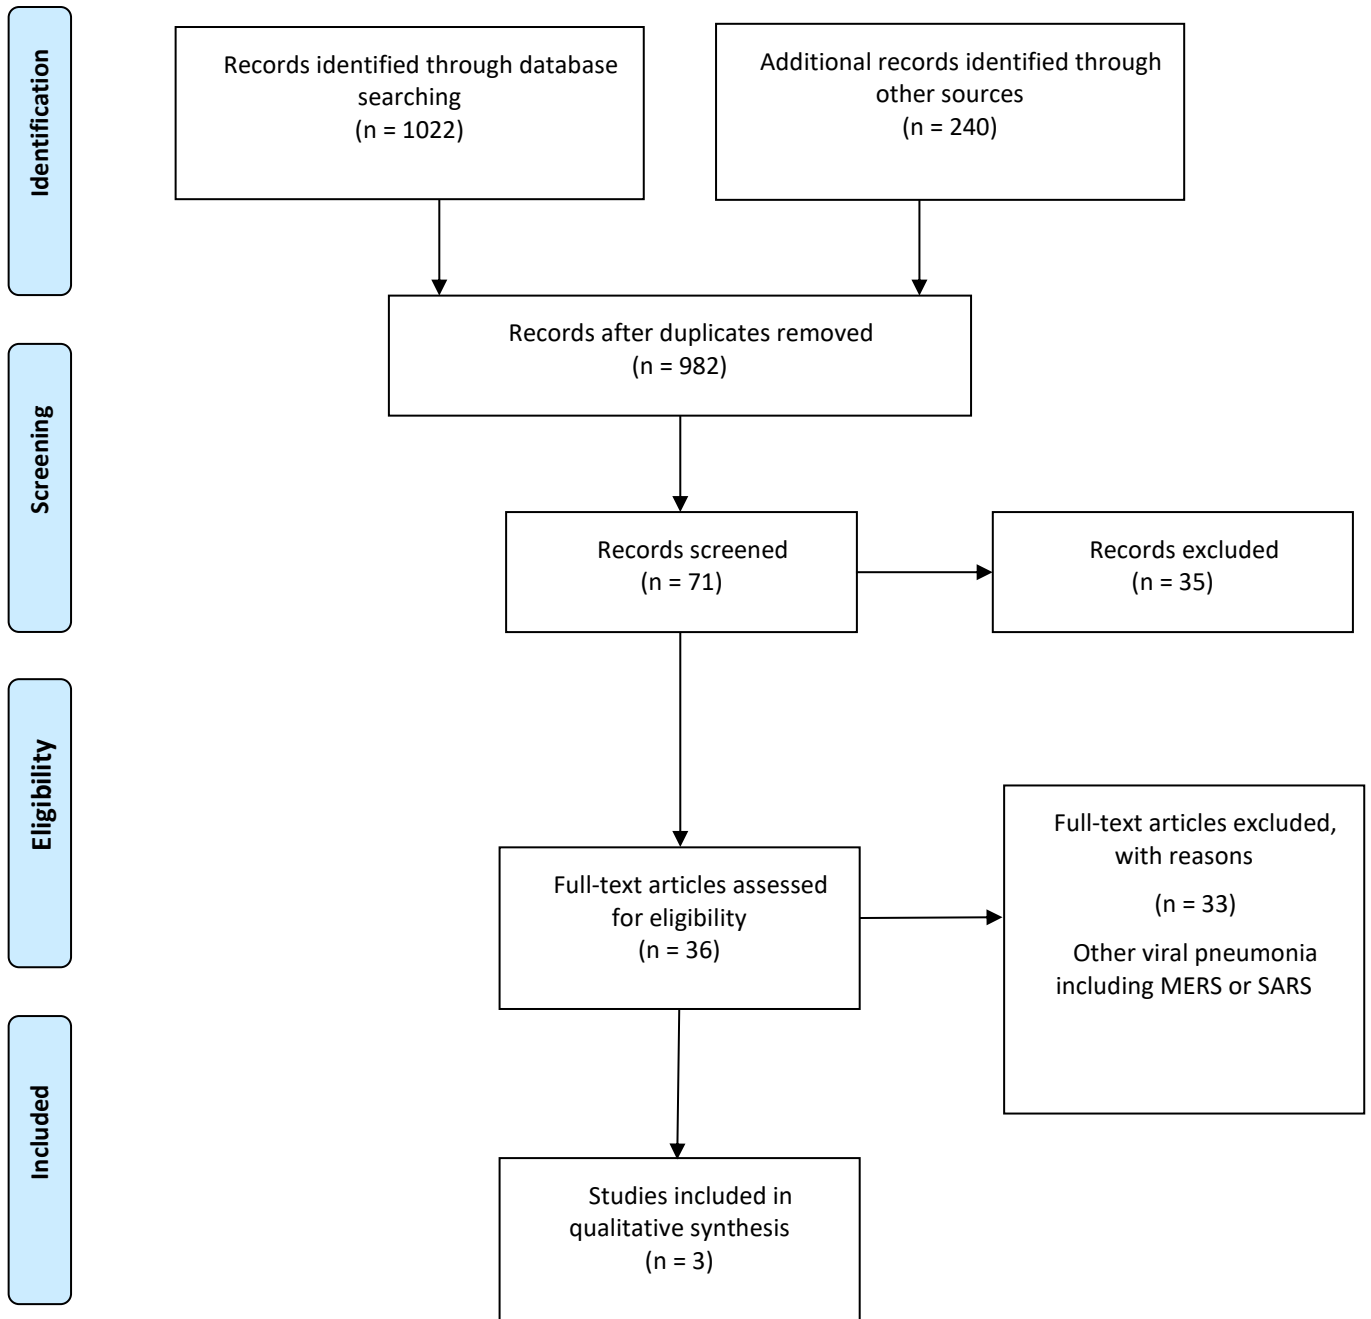 Identification
Records identified through database
searching
(n = 1022)
Additional records identified through
other sources
(n = 240)
Records after duplicates removed
(n = 982)
Screening
Records screened
(n = 71)
Records excluded
(n = 35)
Eligibility
Full-text articles assessed
for eligibility
(n = 36)
Full-text articles excluded,
with reasons
(n = 33)
Other viral pneumonia
including MERS or SARS
Included
Studies included in
qualitative synthesis
(n = 3)